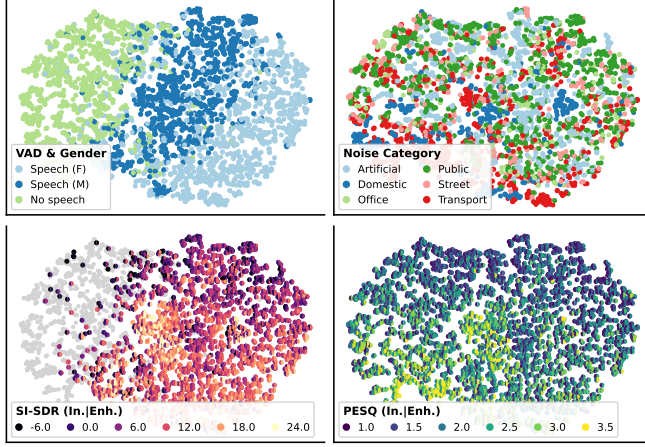 VAD & Gender
Speech (F)
Speech (M)
No speech
Noise Category
Artificial
Domestic
Office
Public
Street
Transport
SI-SDR (In.|Enh.)
-6.0 0.0 6.0 12.0 18.0 24.0
PESQ (In.|Enh.)
1.0 1.5 2.0 2.5 3.0 3.5